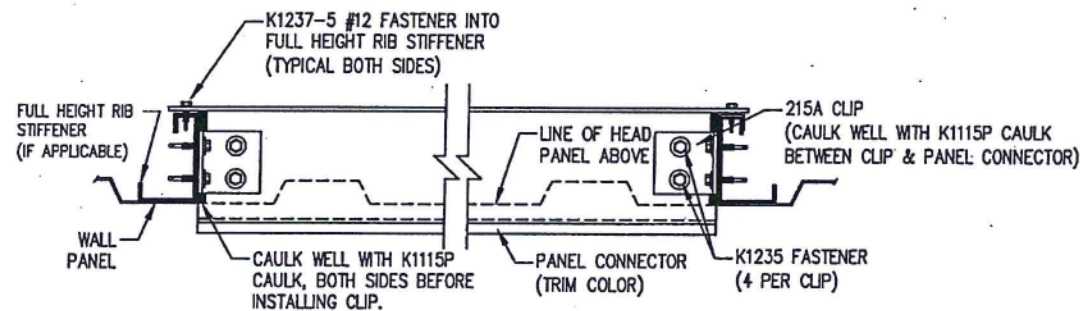 K1237-5 #12 FASTENER INTO
FULL HEIGHT RIB STIFFENER
(TYPICAL BOTH SIDES)
FULL HEIGHT RIB
STIFFENER
(IF APPLICABLE)
LINE OF HEAD
PANEL ABOVE
215A CLIP
(CAULK WELL WITH K1115P CAULK
BETWEEN CLIP & PANEL CONNECTOR)
WALL
PANEL
CAULK WELL WITH K1115P
CAULK, BOTH SIDES BEFORE
INSTALLING CLIP.
PANEL CONNECTOR
(TRIM COLOR)
K1235 FASTENER
(4 PER CLIP)